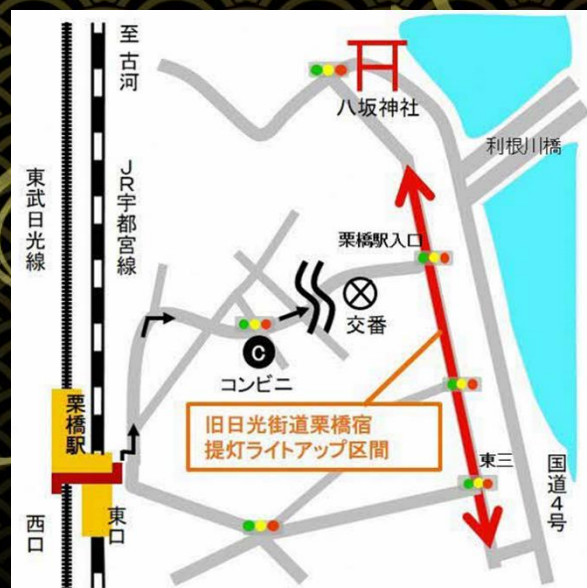 至古河
八坂神社
利根川橋
東武日光線
JR宇都宮線
栗橋駅入口
交番
C
コンビニ
栗橋駅
旧日光街道栗橋宿
提灯ライトアップ区間
東三
国道4号
西口
東口